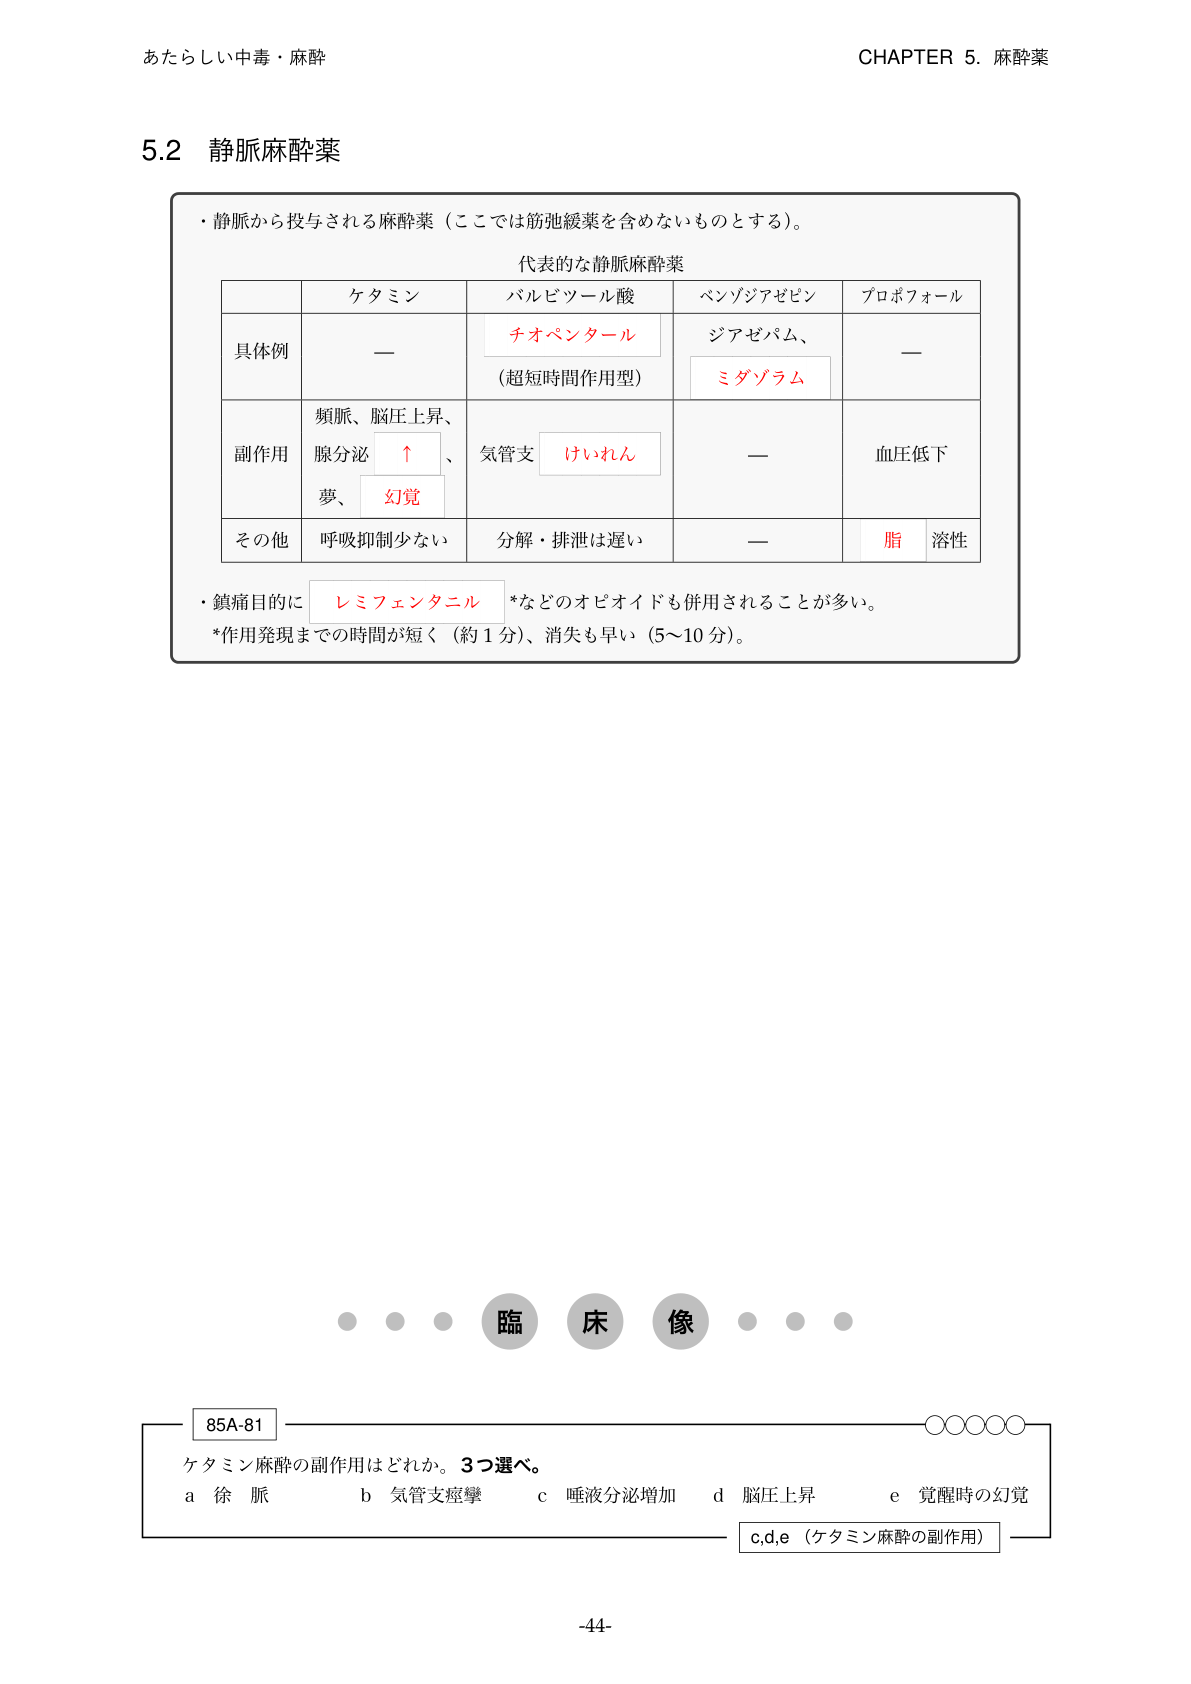 あたらしい中毒・麻酔 CHAPTER 5. 麻酔薬
5.2 静脈麻酔薬
・静脈から投与される麻酔薬（ここでは筋弛緩薬を含めないものとする）。
代表的な静脈麻酔薬
ケタミン バルビツール酸 ベンゾジアゼピン プロポフォール
具体例 — チオペンタール （超短時間作用型） ジアゼパム、 ミダゾラム —
副作用 頻脈、脳圧上昇、 腺分泌 ↑ 、 夢、 幻覚 気管支 けいれん — 血圧低下
その他 呼吸抑制少ない 分解・排泄は遅い — 脂 溶性
・鎮痛目的に レミフェンタニル *などのオピオイドも併用されることが多い。
*作用発現までの時間が短く（約 1 分）、消失も早い（5〜10 分）。
臨 床 像
85A-81
ケタミン麻酔の副作用はどれか。3つ選べ。
a 徐 脈 b 気管支痙攣 c 唾液分泌増加 d 脳圧上昇 e 覚醒時の幻覚
c,d,e （ケタミン麻酔の副作用）
-44-